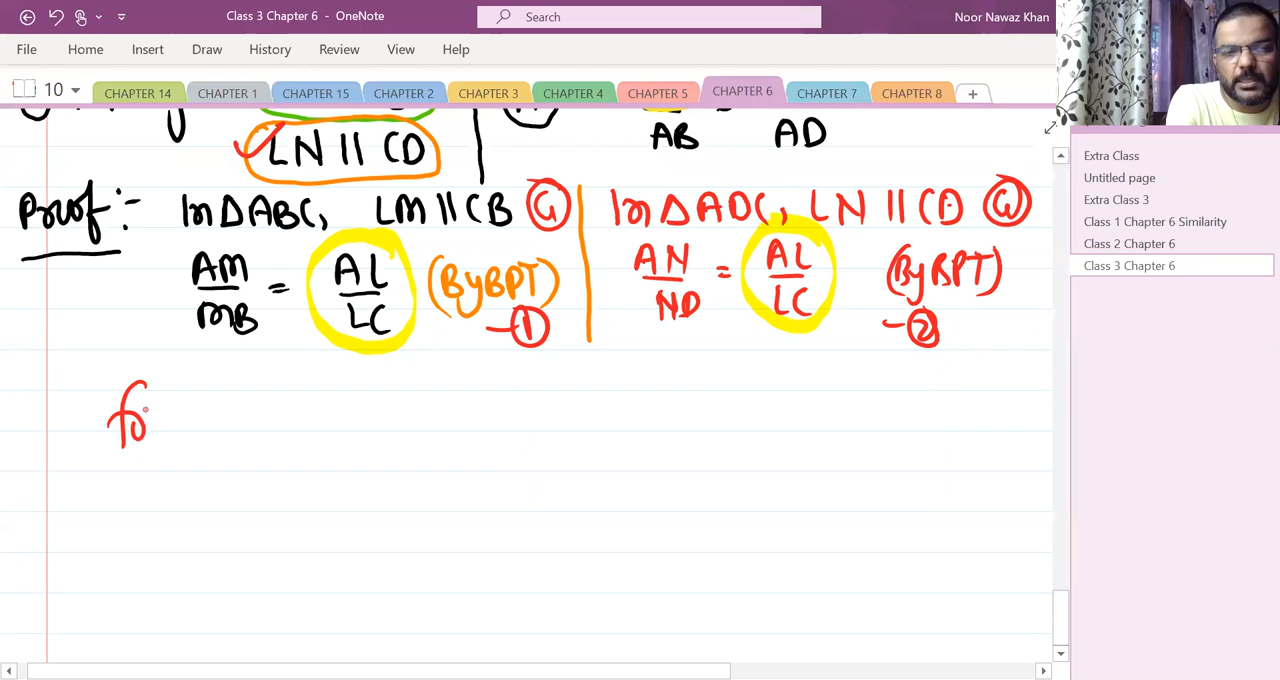 Class 3 Chapter 6 - OneNote
Search
Noor Nawaz Khan
File Home Insert Draw History Review View Help
10
CHAPTER 14 CHAPTER 1 CHAPTER 15 CHAPTER 2 CHAPTER 3 CHAPTER 4 CHAPTER 5 CHAPTER 6 CHAPTER 7 CHAPTER 8
AB AD
LN || CD
Proof :- In Δ ABC, LM || CB G
AM/MB = AL/LC (By BPT)
- 1
In Δ ADC, LN || CD G
AN/ND = AL/LC (By BPT)
- 2
fo
Extra Class
Untitled page
Extra Class 3
Class 1 Chapter 6 Similarity
Class 2 Chapter 6
Class 3 Chapter 6